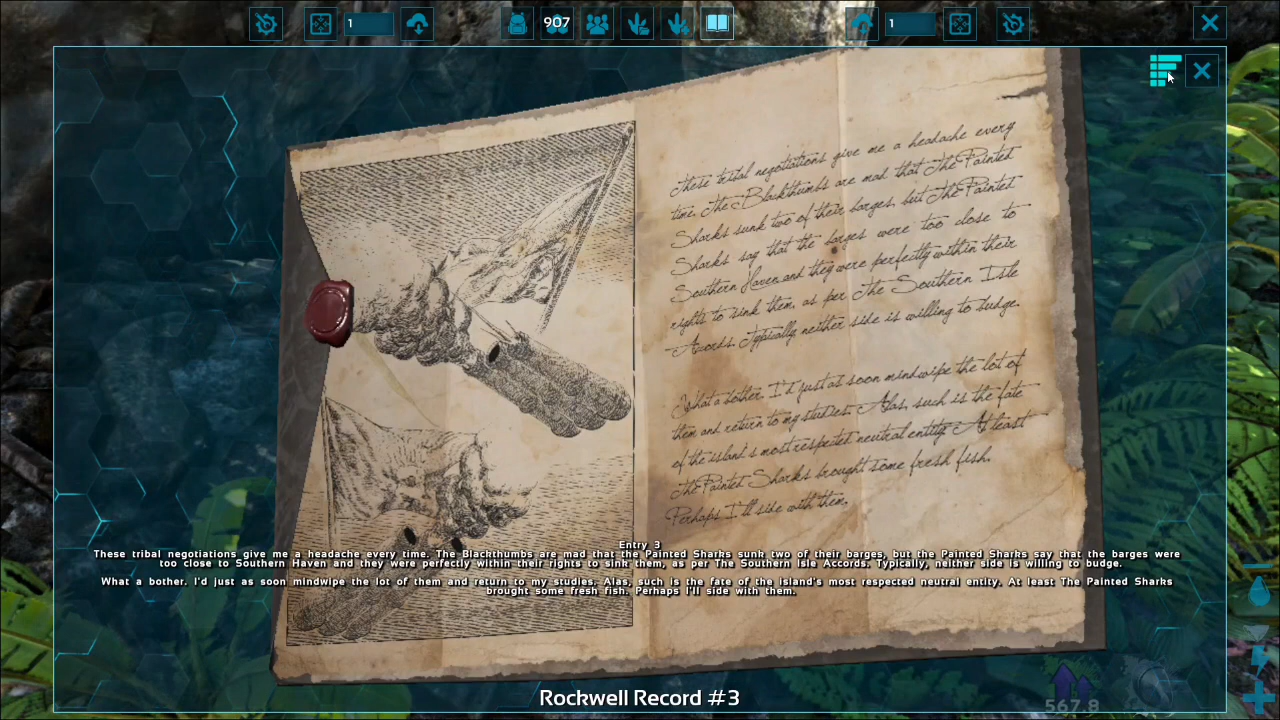 1
907
1
These tribal negotiations give me a headache every
time. The Blackthumbs are mad that The Painted
Sharks sunk two of their barges, but The Painted
Sharks say that the barges were too close to
Southern Haven and they were perfectly within their
rights to sink them, as per The Southern Isle
Acords. Typically neither side is willing to budge.
What a bother. I'd just as soon mindwipe the lot of
them and return to my studies. Alas, such is the fate
of the island's most respected neutral entity. At least
The Painted Sharks brought some fresh fish.
Perhaps I'll side with them.
Entry 3
These tribal negotiations give me a headache every time. The Blackthumbs are mad that the Painted Sharks sunk two of their barges, but the Painted Sharks say that the barges were
too close to Southern Haven and they were perfectly within their rights to sink them, as per The Southern Isle Accords. Typically, neither side is willing to budge.
What a bother. I'd just as soon mindwipe the lot of them and return to my studies. Alas, such is the fate of the island's most respected neutral entity. At least The Painted Sharks
brought some fresh fish. Perhaps I'll side with them.
Rockwell Record #3
567.8